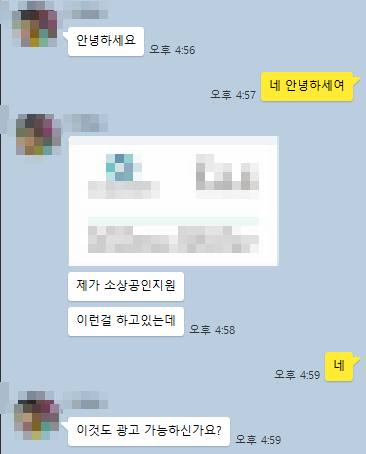 안녕하세요
오후 4:56
오후 4:57
네 안녕하세여
제가 소상공인지원
이런걸 하고있는데
오후 4:58
오후 4:59
네
이것도 광고 가능하신가요?
오후 4:59